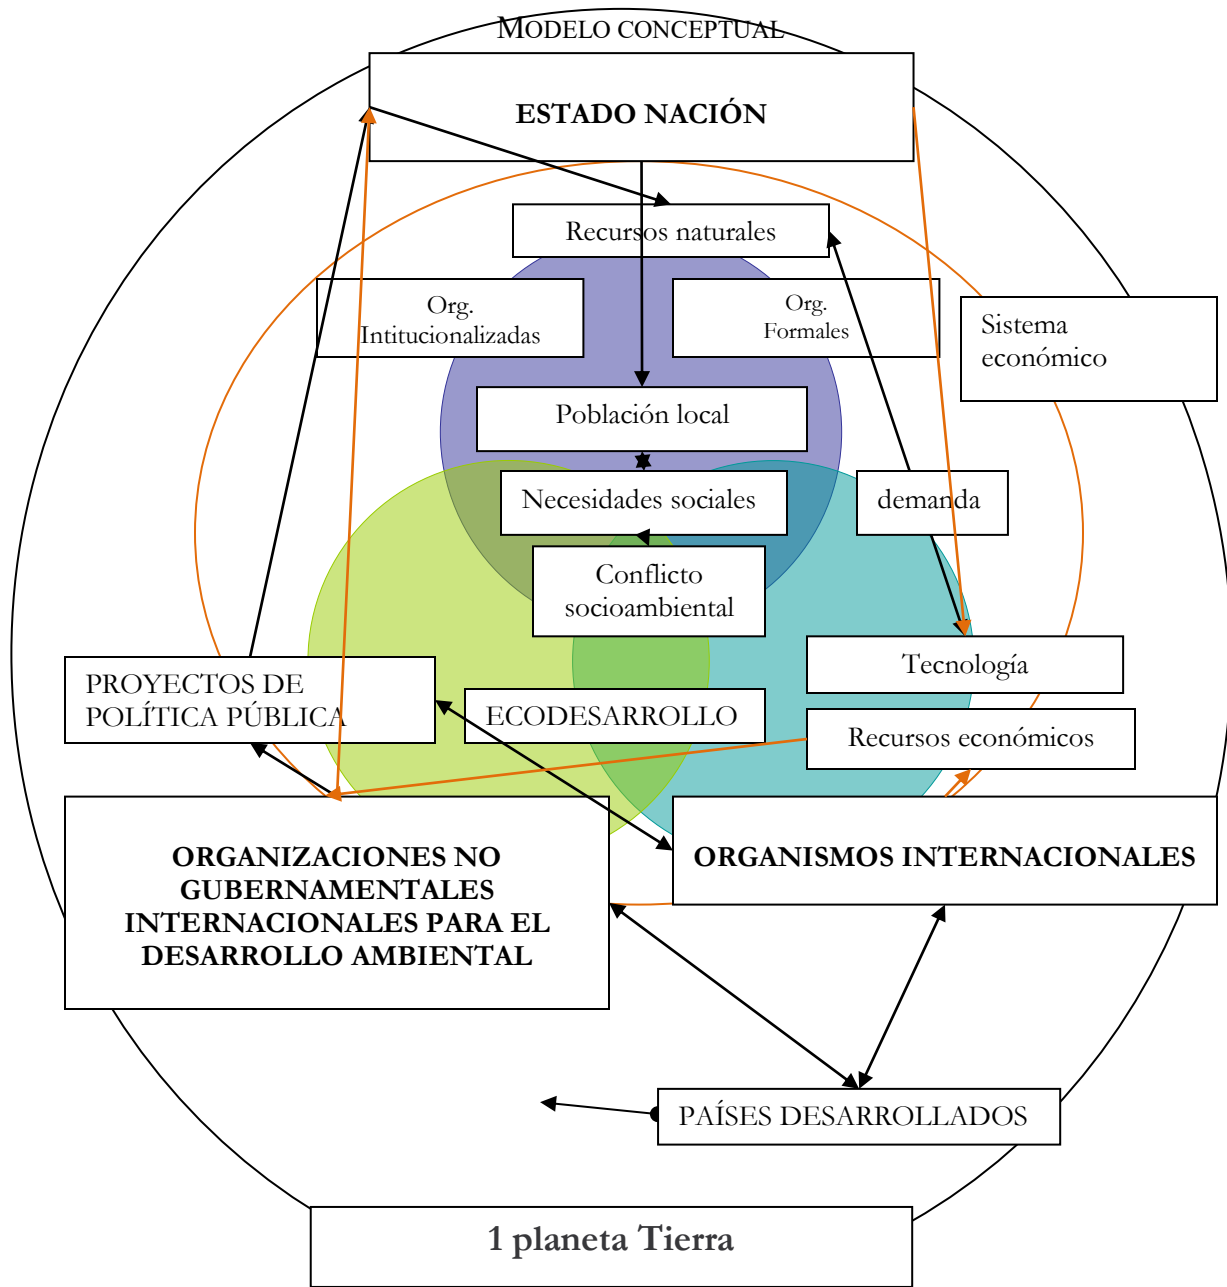 MODELO CONCEPTUAL
ESTADO NACIÓN
Recursos naturales
Org.
Intitucionalizadas
Org.
Formales
Sistema
económico
Población local
Necesidades sociales
demanda
Conflicto
socioambiental
Tecnología
PROYECTOS DE
POLÍTICA PÚBLICA
ECODESARROLLO
Recursos económicos
ORGANIZACIONES NO
GUBERNAMENTALES
INTERNACIONALES PARA EL
DESARROLLO AMBIENTAL
ORGANISMOS INTERNACIONALES
PAÍSES DESARROLLADOS
1 planeta Tierra